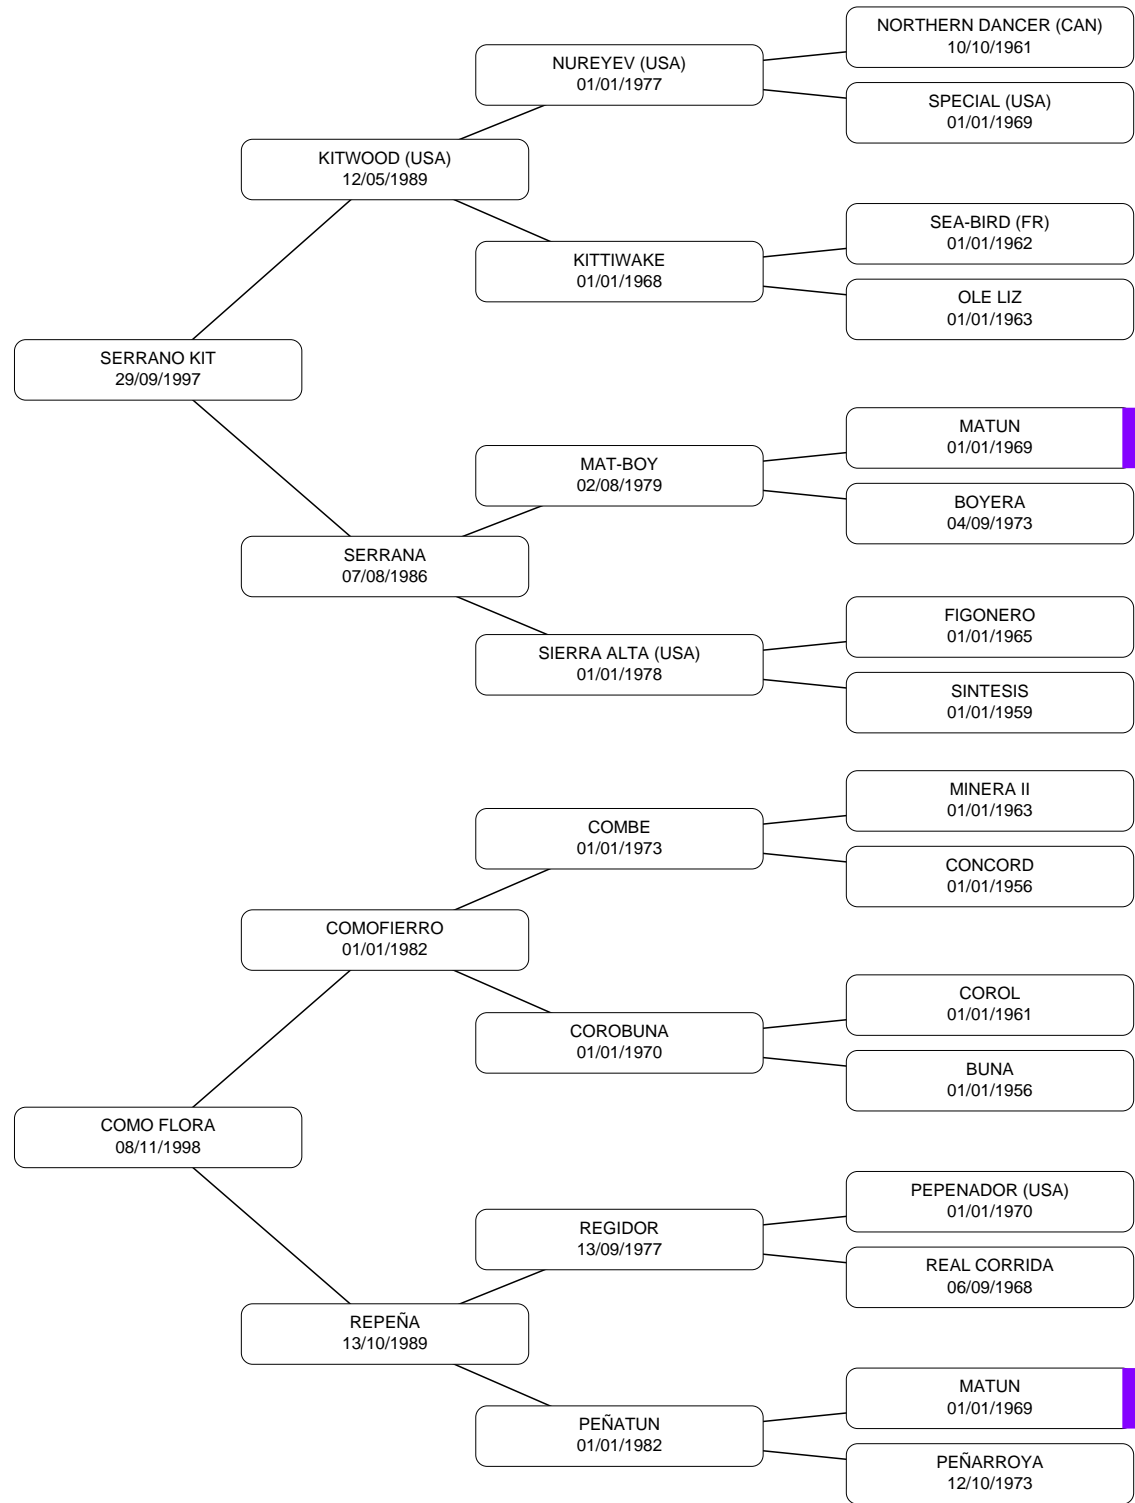 NORTHERN DANCER (CAN)
10/10/1961
NUREYEV (USA)
01/01/1977
SPECIAL (USA)
01/01/1969
KITWOOD (USA)
12/05/1989
SEA-BIRD (FR)
01/01/1962
KITTIWAKE
01/01/1968
OLE LIZ
01/01/1963
SERRANO KIT
29/09/1997
MATUN
01/01/1969
MAT-BOY
02/08/1979
BOYERA
04/09/1973
SERRANA
07/08/1986
FIGONERO
01/01/1965
SIERRA ALTA (USA)
01/01/1978
SINTESIS
01/01/1959
MINERA II
01/01/1963
COMBE
01/01/1973
CONCORD
01/01/1956
COMOFIERRO
01/01/1982
COROL
01/01/1961
COROBUNA
01/01/1970
BUNA
01/01/1956
COMO FLORA
08/11/1998
PEPENADOR (USA)
01/01/1970
REGIDOR
13/09/1977
REAL CORRIDA
06/09/1968
REPEÑA
13/10/1989
MATUN
01/01/1969
PEÑATUN
01/01/1982
PEÑARROYA
12/10/1973